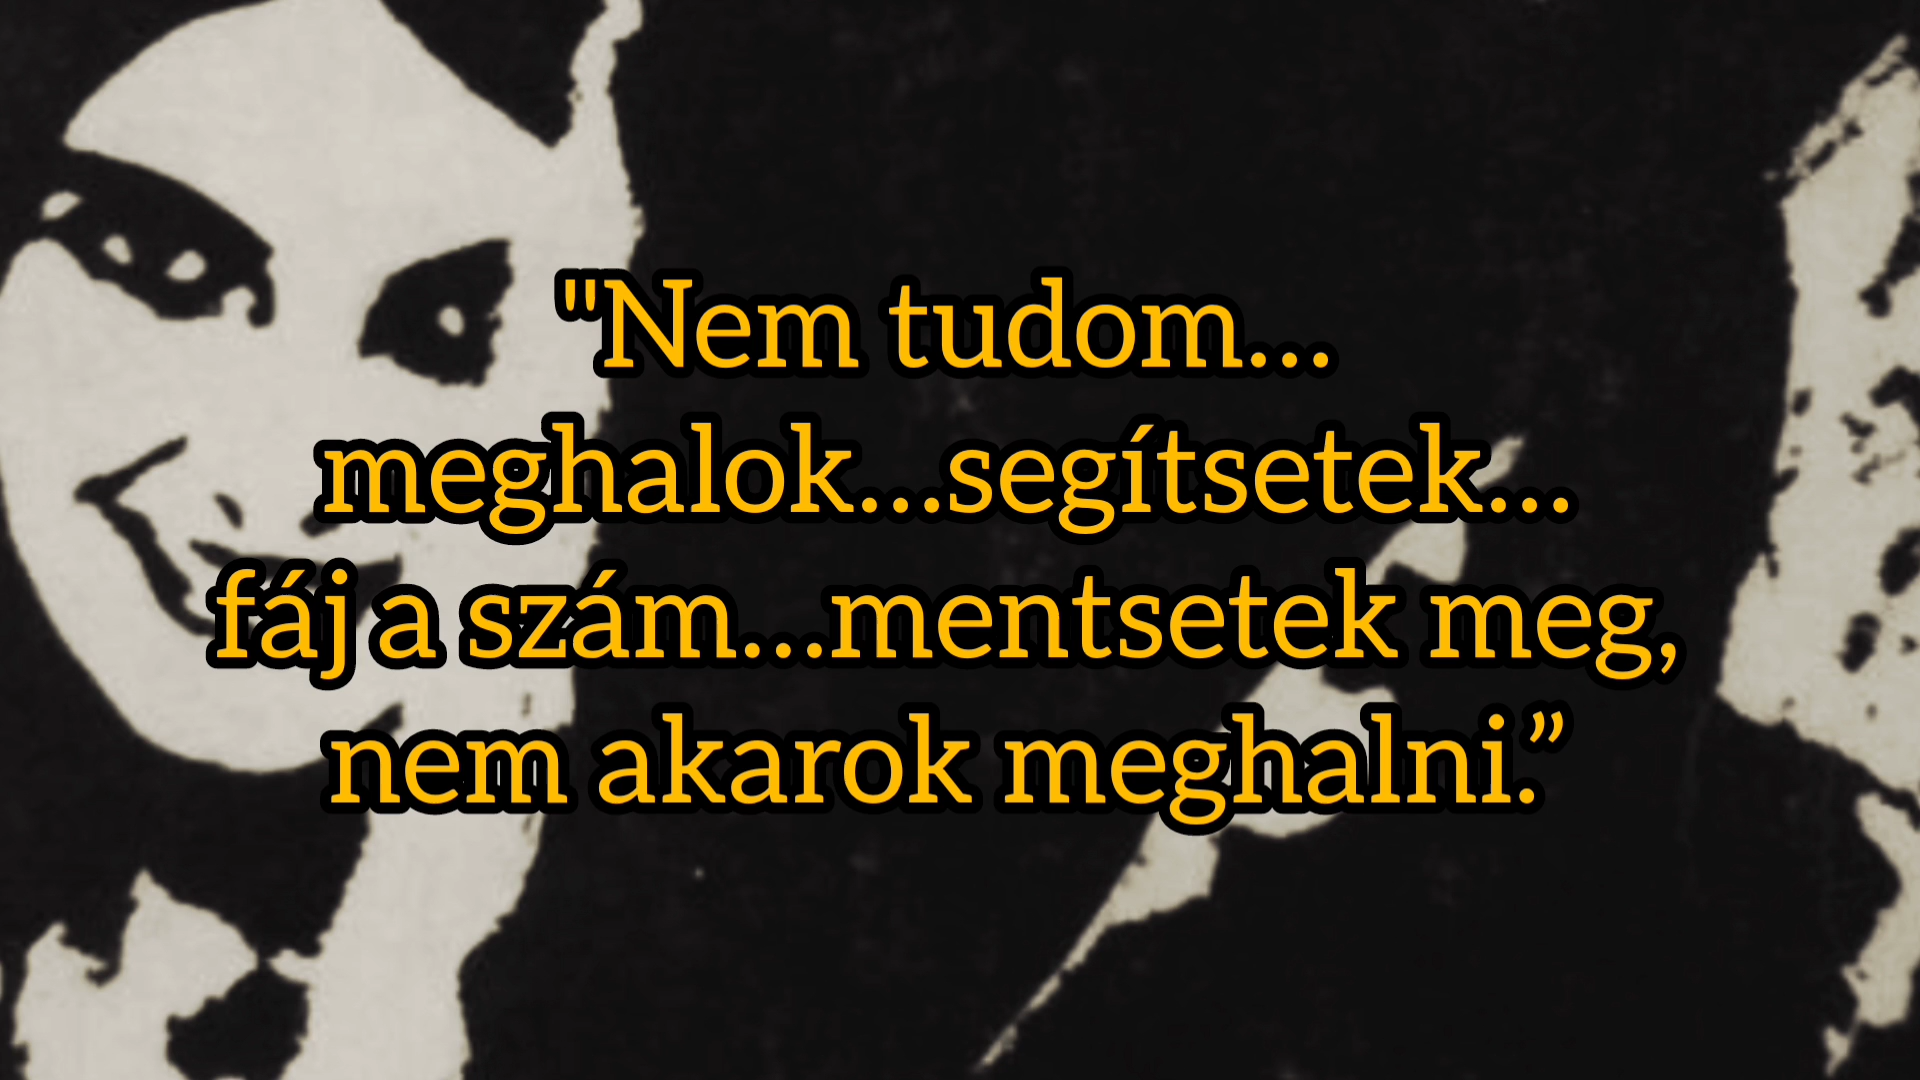 "Nem tudom...
meghalok...segítsetek...
fáj a szám...mentsetek meg,
nem akarok meghalni.”